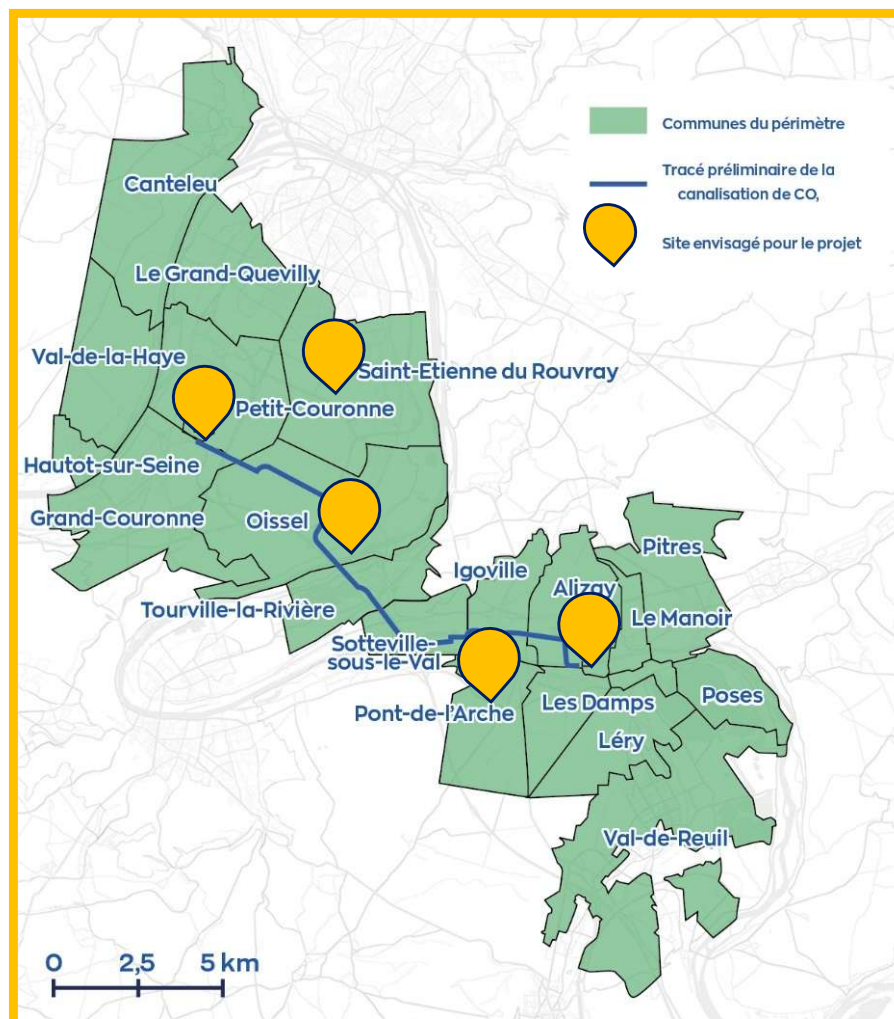 Communes du périmètre
Tracé préliminaire de la
canalisation de CO,
Site envisagé pour le projet
Canteleu
Le Grand-Quevilly
Val-de-la-Haye
Saint-Etienne du Rouvray
Petit-Couronne
Hautot-sur-Seine
Grand-Couronne
Oissel
Pitres
Igoville
Alizay
Tourville-la-Rivière
Le Manoir
Sotteville-
sous-le-Val
Poses
Les Damps
Pont-de-l'Arche
Léry
Val-de-Reuil
0 2,5 5 km